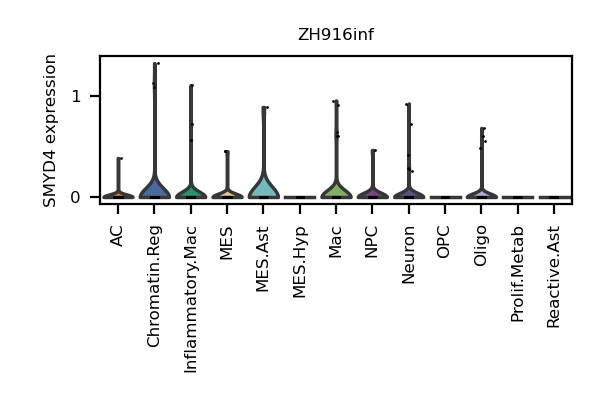 ZH916inf
SMYD4 expression
1
0
AC
Chromatin.Reg
Inflammatory.Mac
MES
MES.Ast
MES.Hyp
Mac
NPC
Neuron
OPC
Oligo
Prolif.Metab
Reactive.Ast